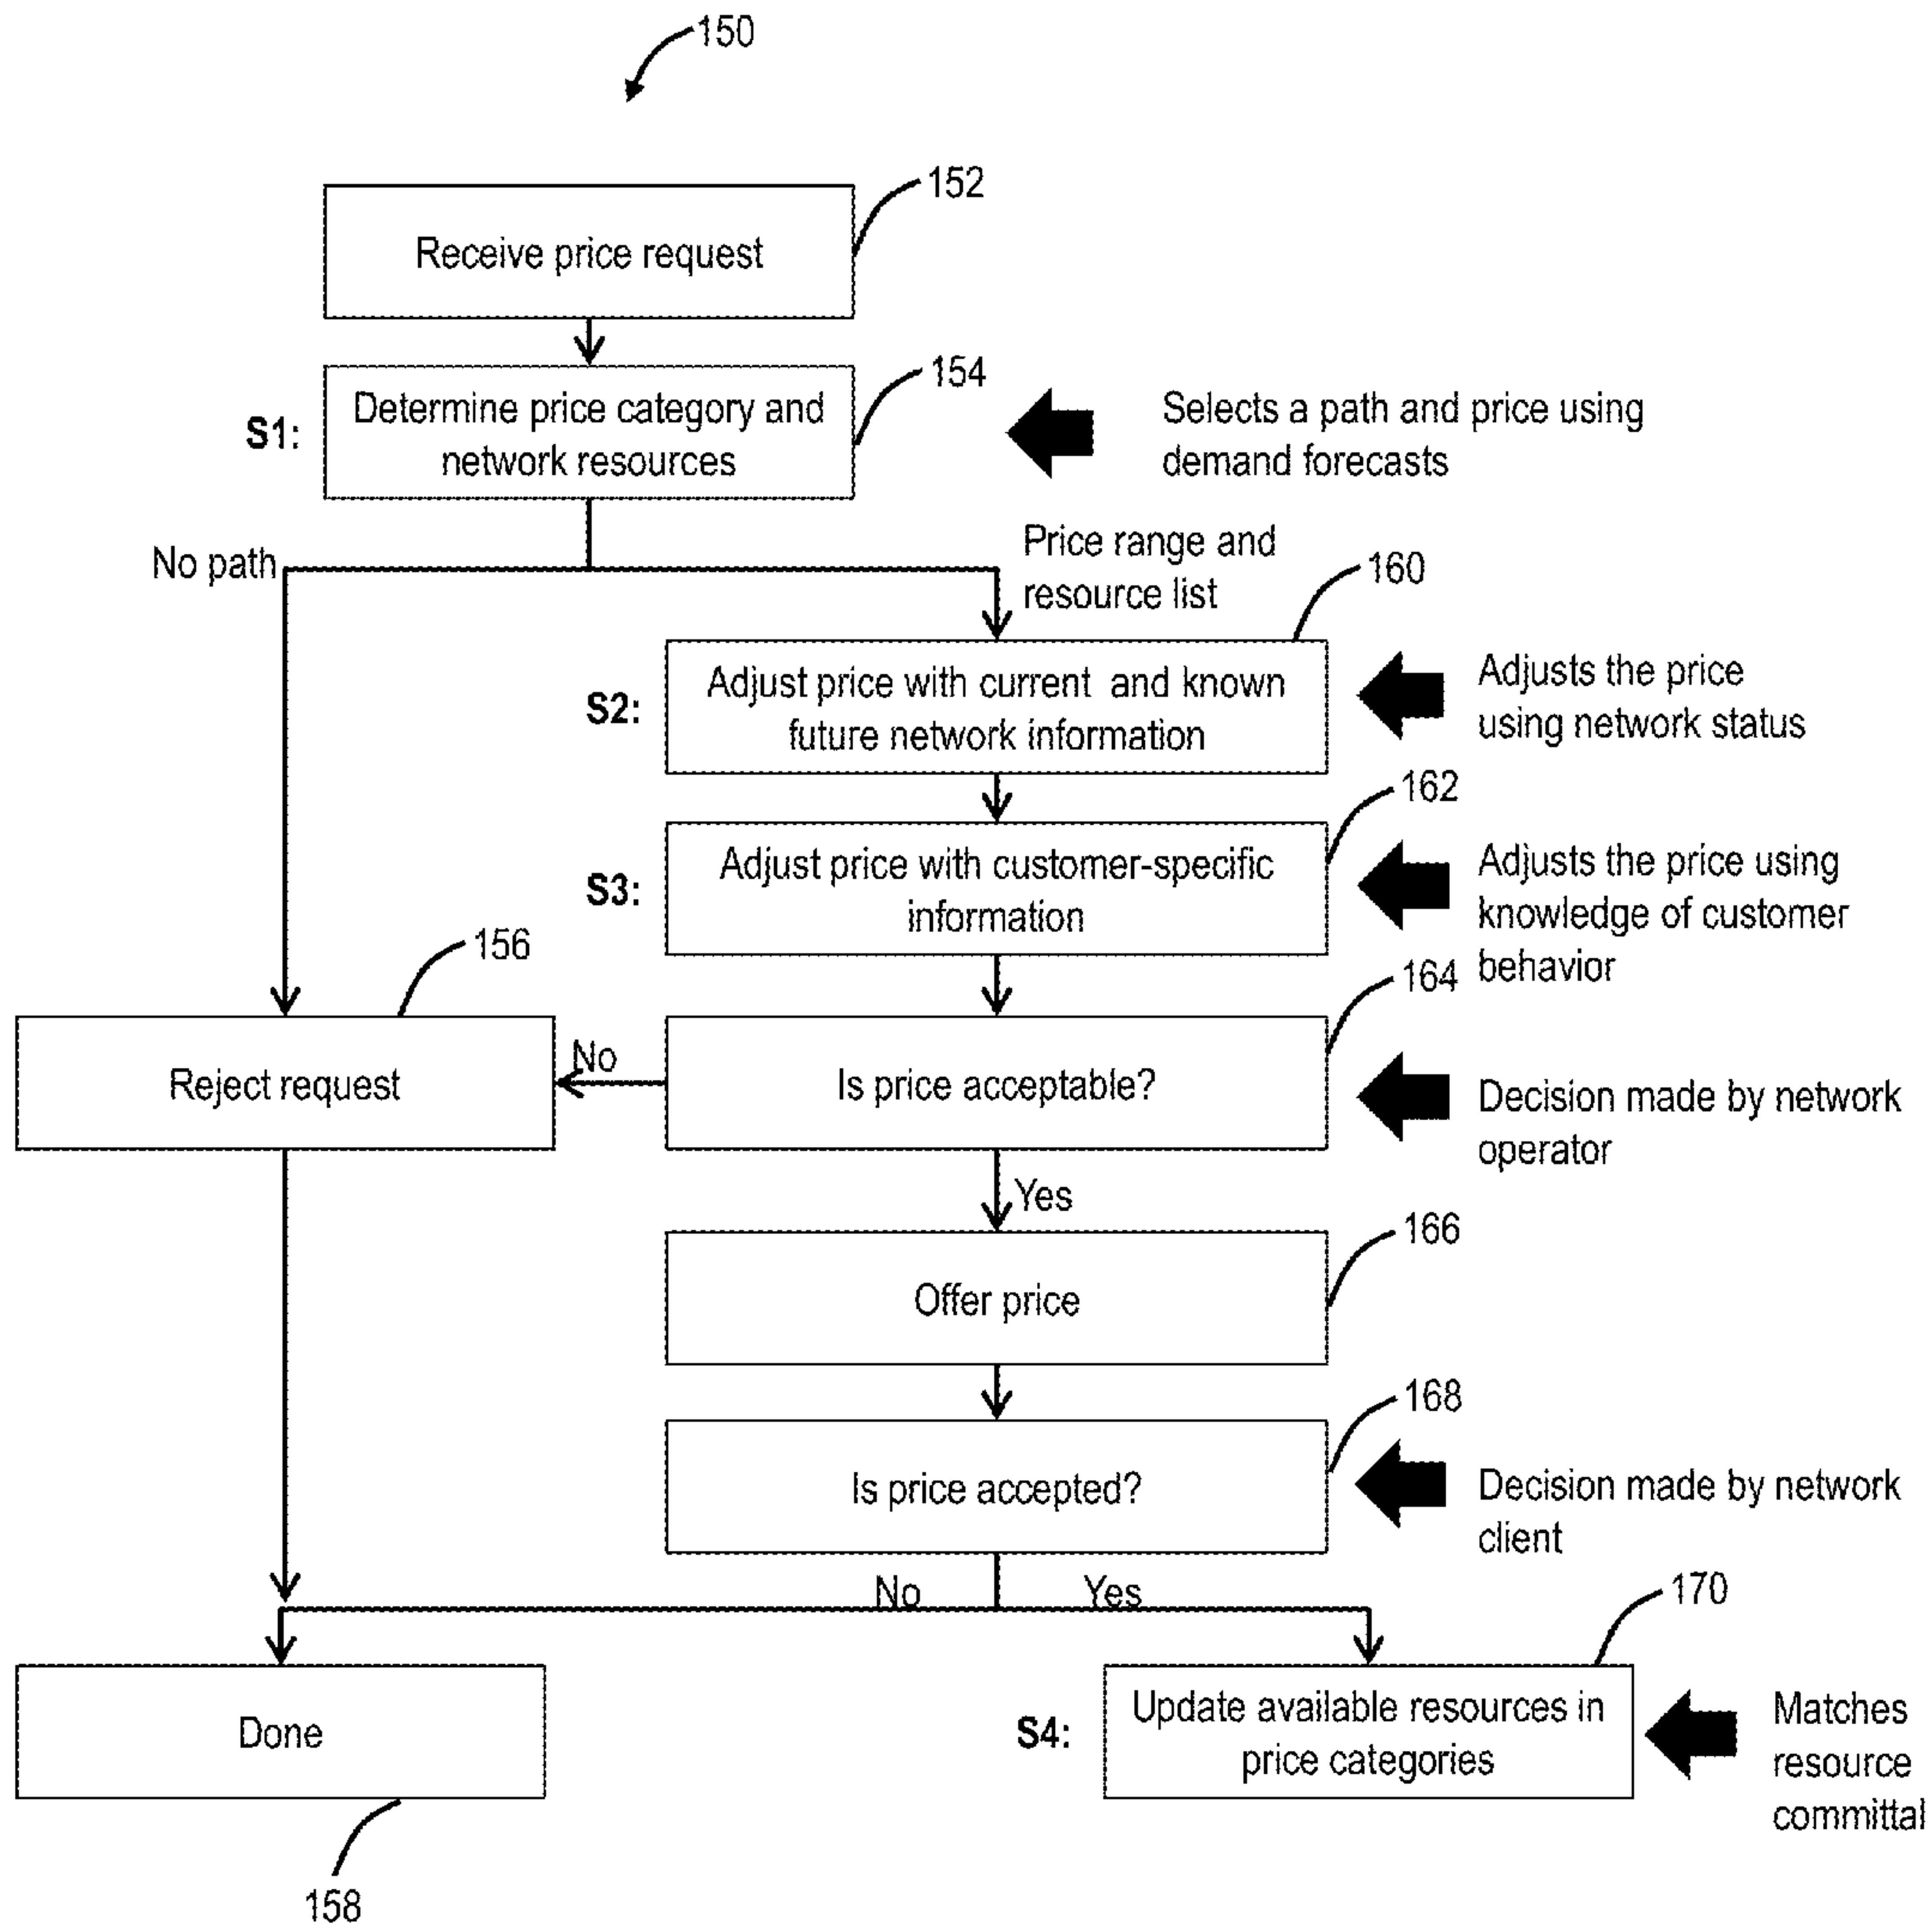 150
152
Receive price request
154
S1:
Determine price category and
network resources
Selects a path and price using
demand forecasts
No path
Price range and
resource list
160
S2:
Adjust price with current and known
future network information
Adjusts the price
using network status
162
S3:
Adjust price with customer-specific
information
Adjusts the price using
knowledge of customer
behavior
156
164
Reject request
No
Is price acceptable?
Decision made by network
operator
Yes
166
Offer price
168
Is price accepted?
Decision made by network
client
No
Yes
170
Done
S4:
Update available resources in
price categories
Matches
resource
committal
158